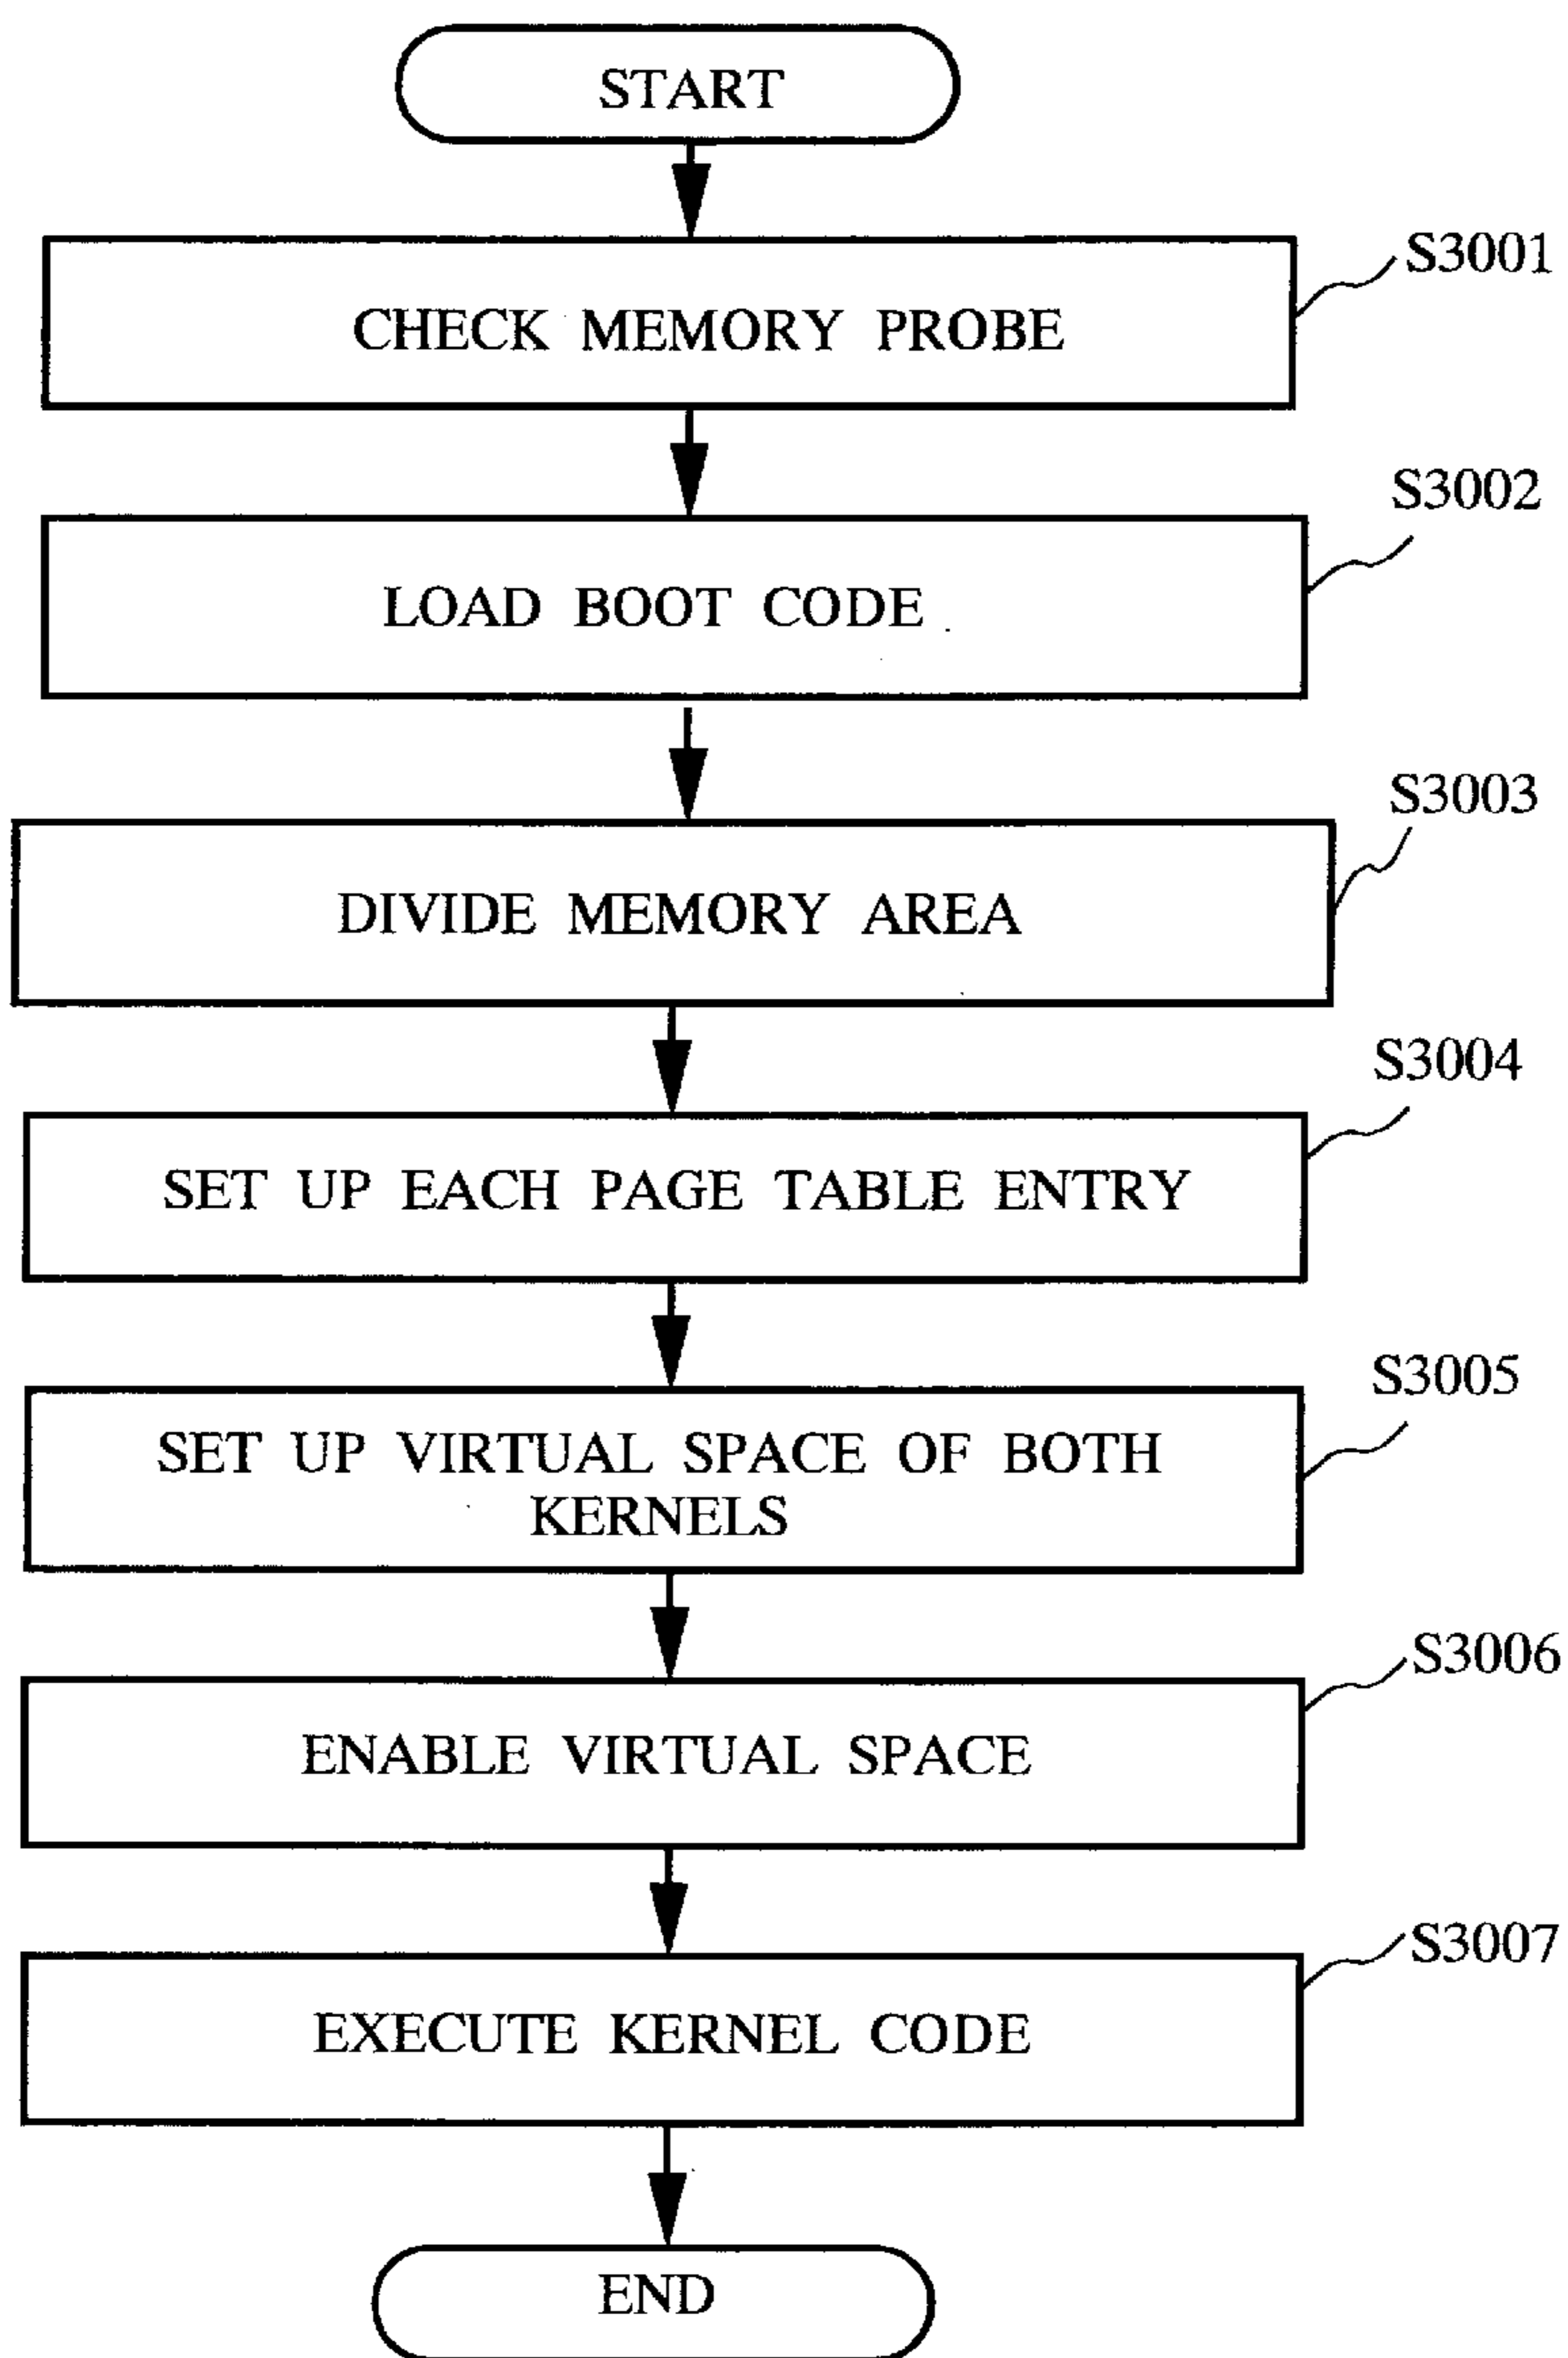 START
CHECK MEMORY PROBE
S3001
LOAD BOOT CODE
S3002
DIVIDE MEMORY AREA
S3003
SET UP EACH PAGE TABLE ENTRY
S3004
SET UP VIRTUAL SPACE OF BOTH
KERNELS
S3005
ENABLE VIRTUAL SPACE
S3006
EXECUTE KERNEL CODE
S3007
END